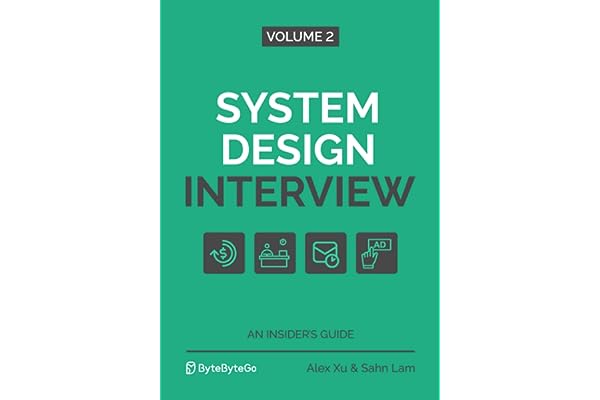 VOLUME 2
SYSTEM
DESIGN
INTERVIEW
$
AD
AN INSIDER'S GUIDE
ByteByteGo
Alex Xu & Sahn Lam